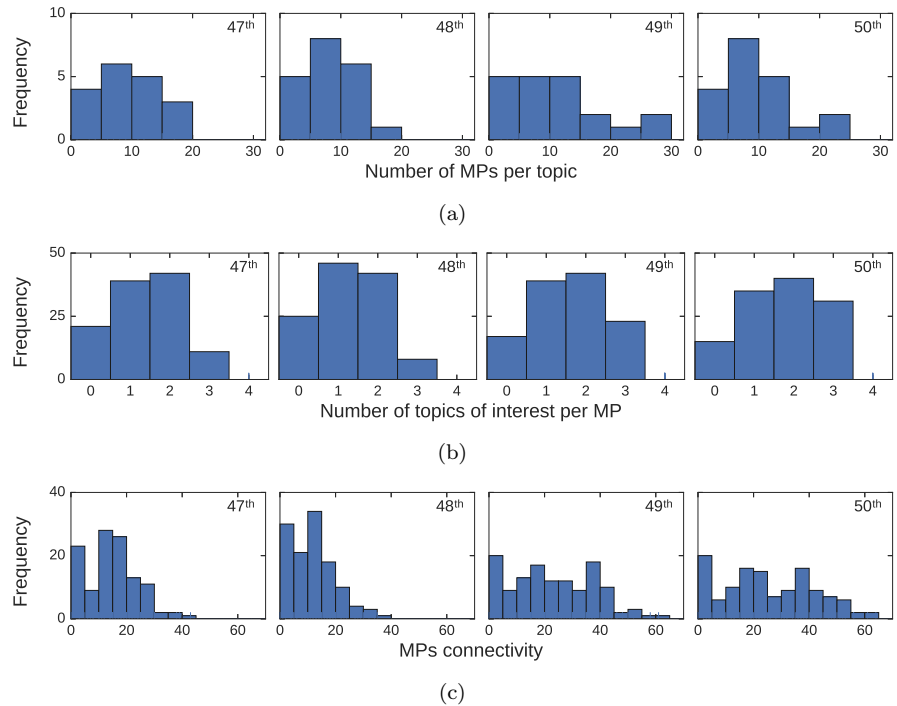 10
5
0
Frequency
47th
48th
49th
50th
0 10 20 30
0 10 20 30
0 10 20 30
0 10 20 30
Number of MPs per topic
(a)
50
25
0
Frequency
47th
48th
49th
50th
0 1 2 3 4
0 1 2 3 4
0 1 2 3 4
0 1 2 3 4
Number of topics of interest per MP
(b)
40
20
0
Frequency
47th
48th
49th
50th
0 20 40 60
0 20 40 60
0 20 40 60
0 20 40 60
MPs connectivity
(c)